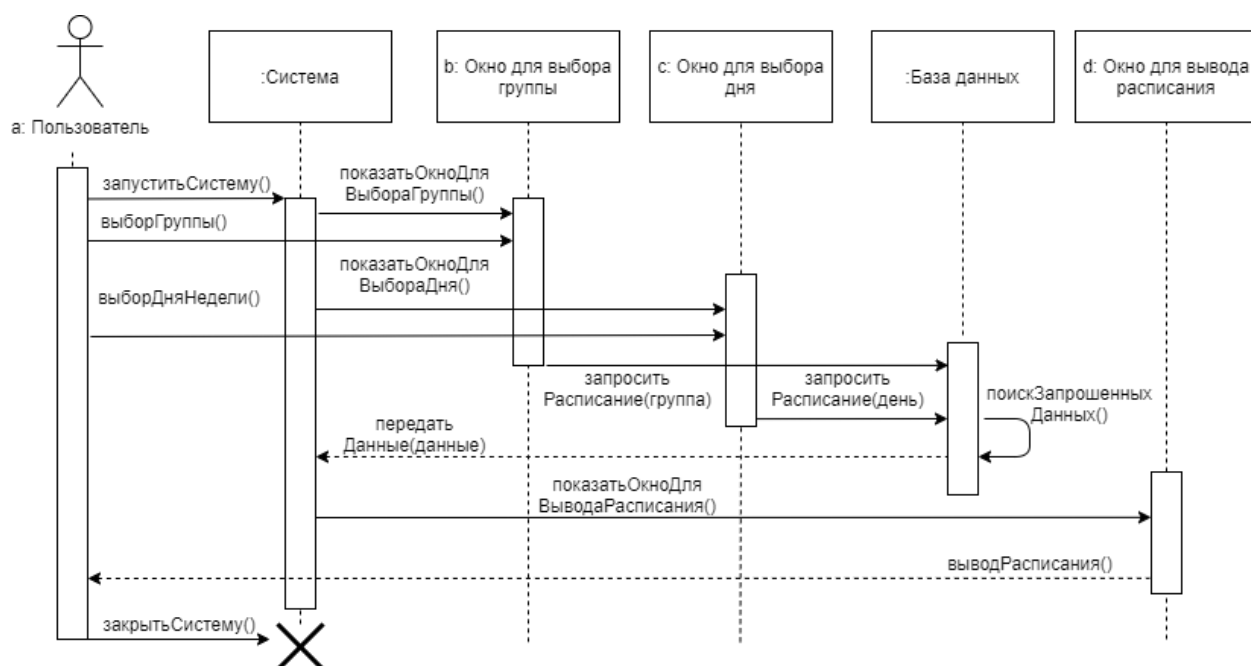 :Система
b: Окно для выбора
группы
c: Окно для выбора
дня
:База данных
d: Окно для вывода
расписания
a: Пользователь
запуститьСистему()
показатьОкноДля
ВыбораГруппы()
выборГруппы()
показатьОкноДля
ВыбораДня()
выборДняНедели()
запросить
Расписание(группа)
запросить
Расписание(день)
поискЗапрошенных
Данных()
передать
Данные(данные)
показатьОкноДля
ВыводаРасписания()
выводРасписания()
закрытьСистему()